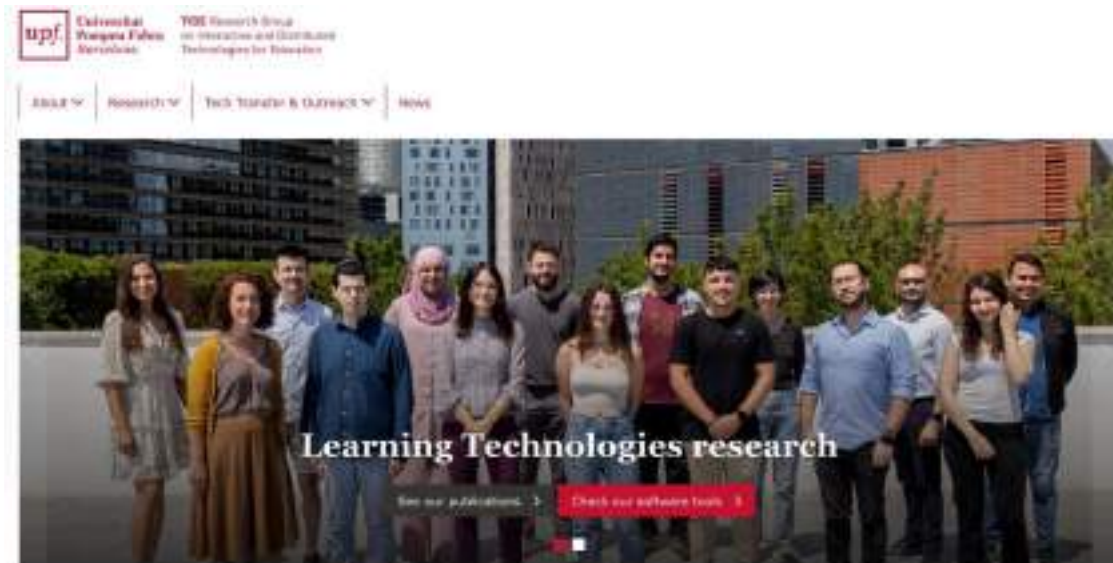 upf.
Universitat
Pompeu Fabra
Barcelona
TIDE Research Group
on Interactive and Distributed
Technologies for Education
About
Research
Tech Transfer & Outreach
News
Learning Technologies research
See our publications
Check our software tools